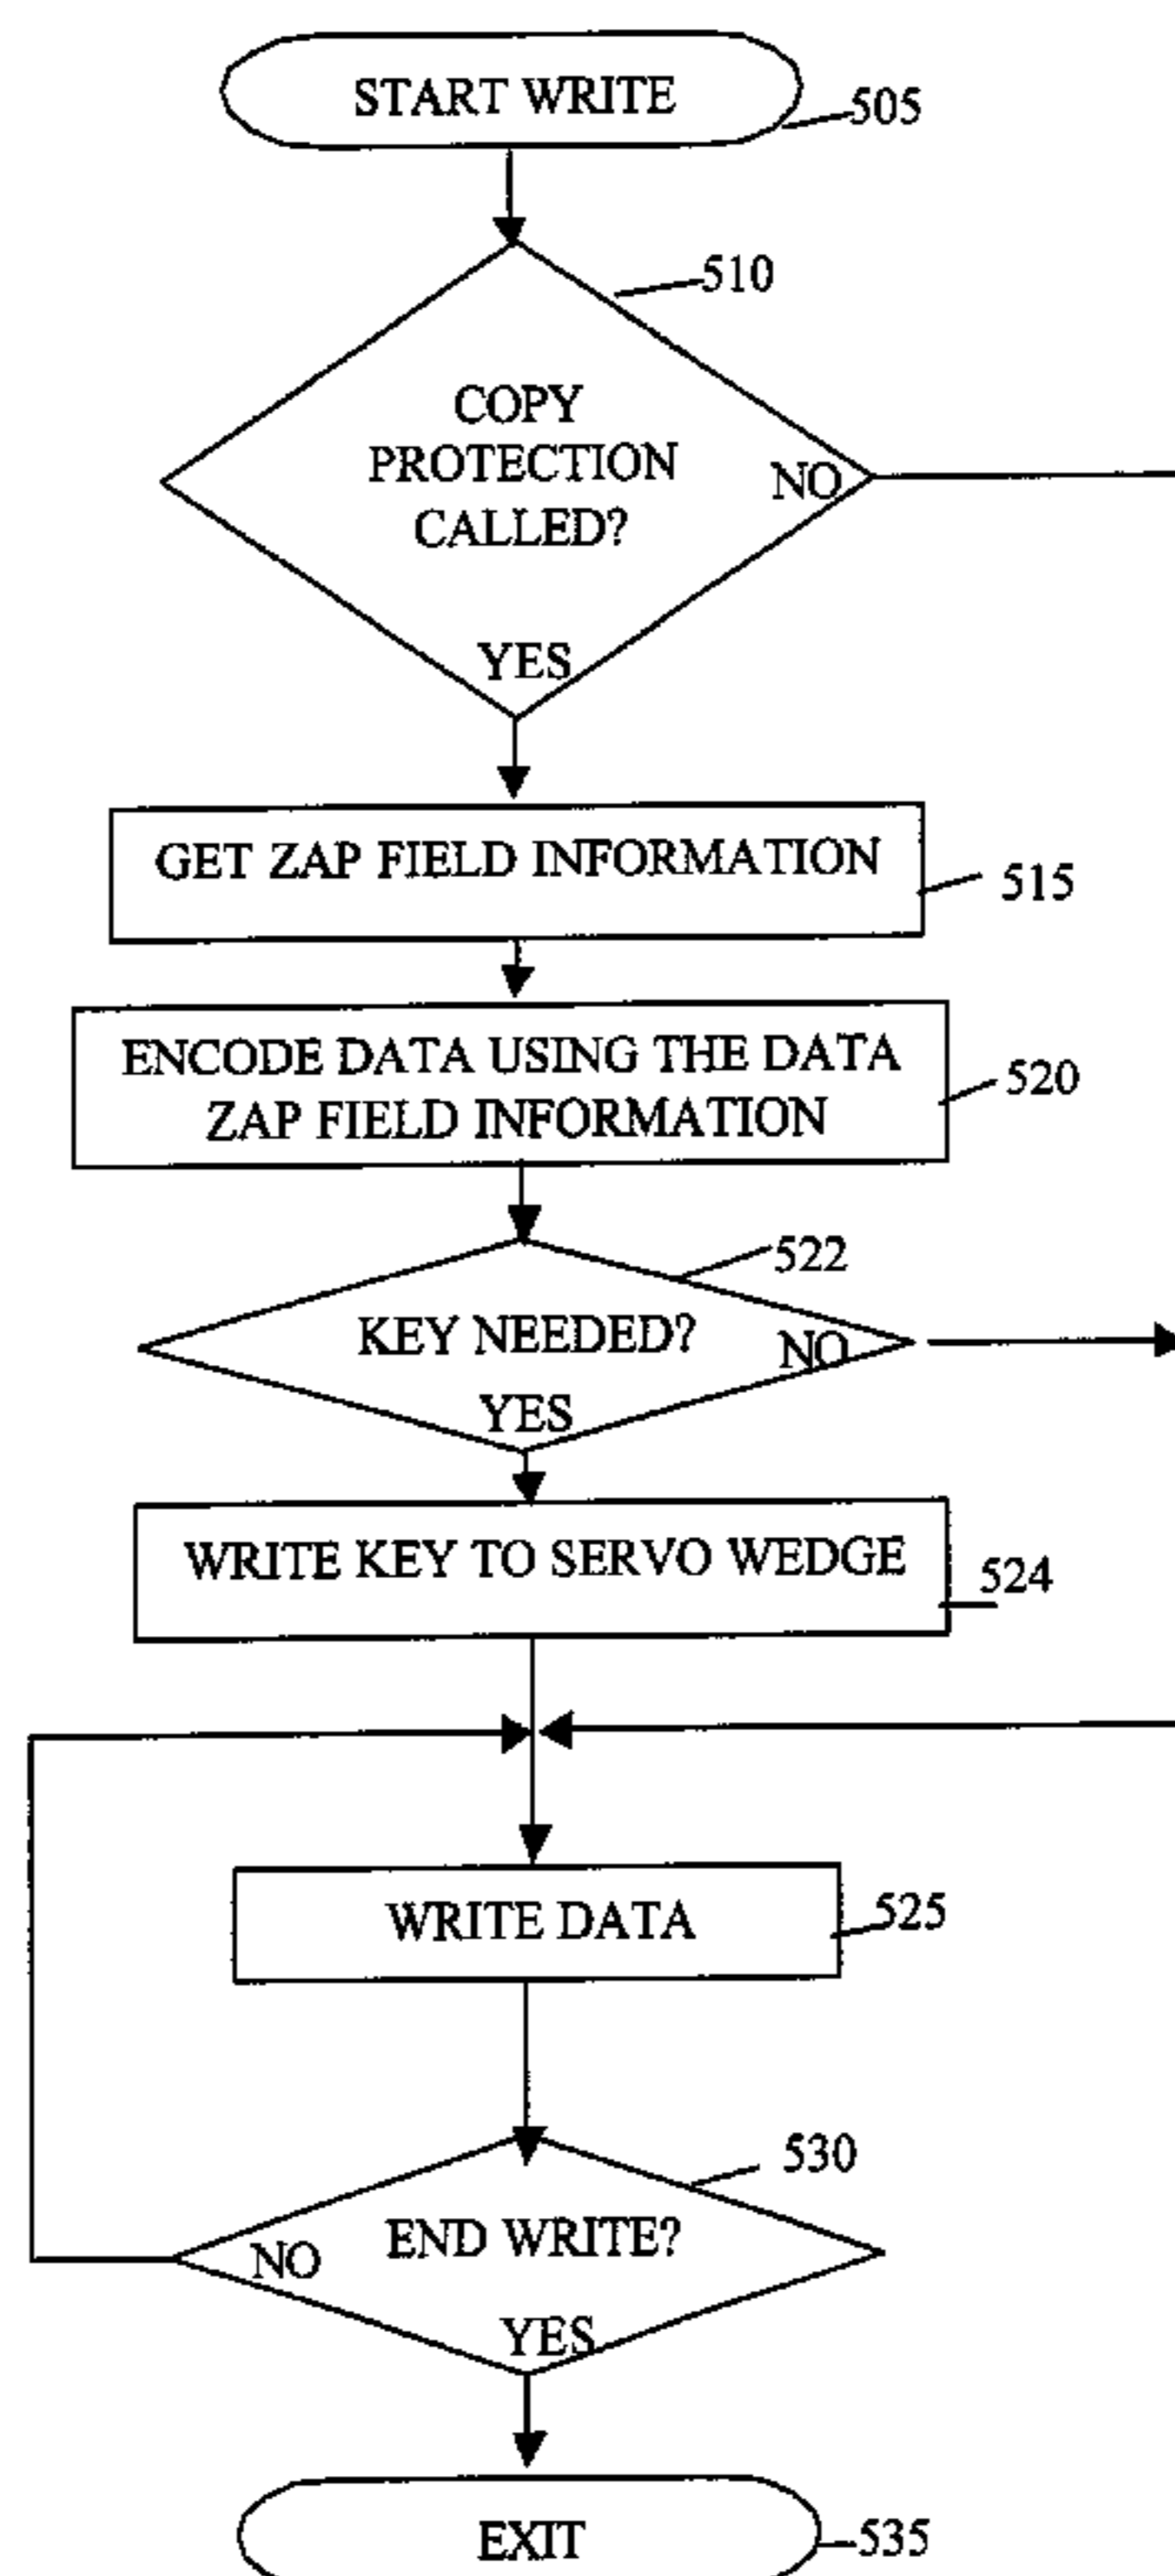 START WRITE
505
510
COPY
PROTECTION
CALLED?
NO
YES
GET ZAP FIELD INFORMATION
515
ENCODE DATA USING THE DATA
ZAP FIELD INFORMATION
520
522
KEY NEEDED?
NO
YES
WRITE KEY TO SERVO WEDGE
524
WRITE DATA
525
530
END WRITE?
NO
YES
EXIT
535